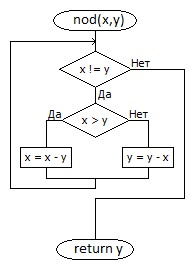 nod(x,y)
x != y
Нет
Да
Да
x > y
Нет
x = x - y
y = y - x
return y